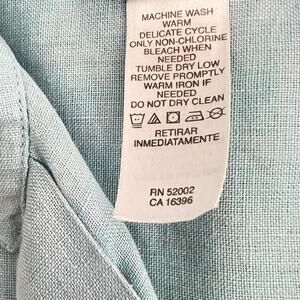 MACHINE WASH
WARM
DELICATE CYCLE
ONLY NON-CHLORINE
BLEACH WHEN
NEEDED
TUMBLE DRY LOW
REMOVE PROMPTLY
WARM IRON IF
NEEDED
DO NOT DRY CLEAN
RETIRAR
INMEDIATAMENTE
RN 52002
CA 16396